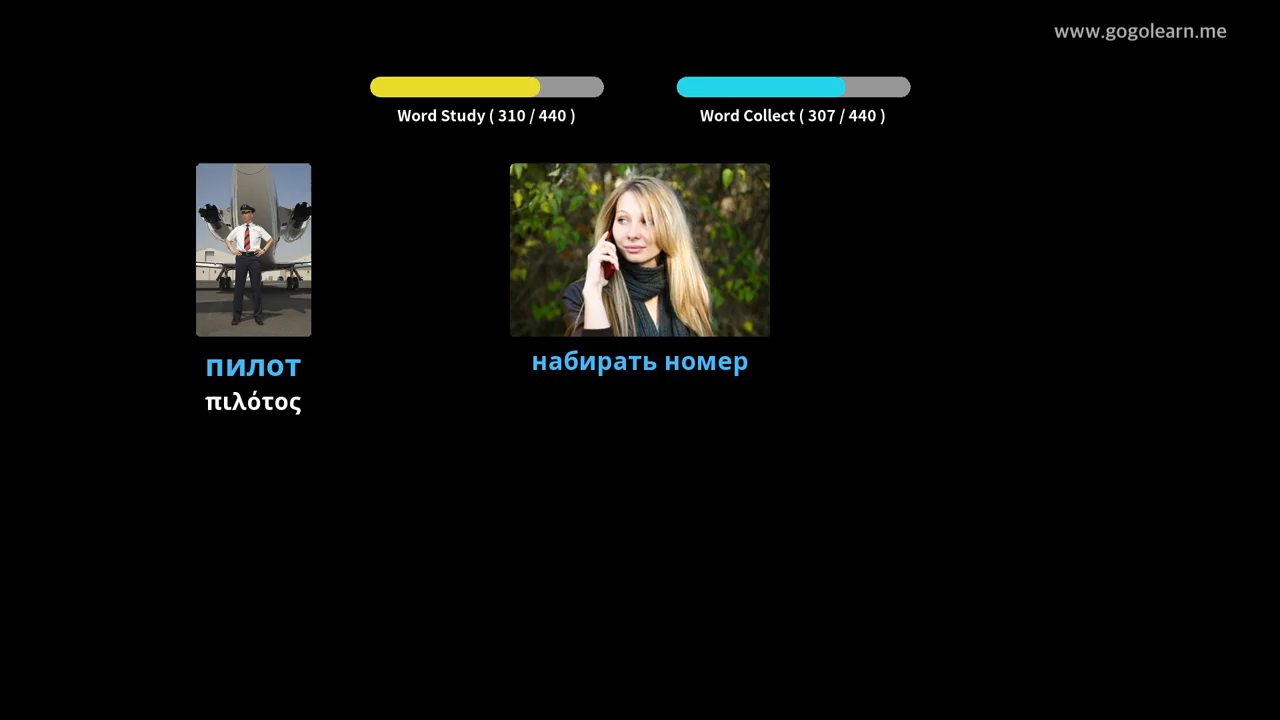 www.gogolearn.me
Word Study ( 310 / 440 )
Word Collect ( 307 / 440 )
пилот
πιλότος
набирать номер